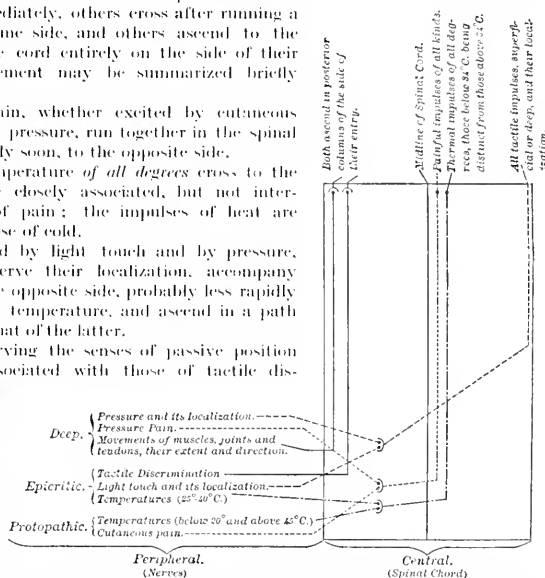 ediately, others cross after running a
me side, and others ascend to the
e cord entirely on the side of their
ement may be summarized briefly
ain, whether excited by cutaneous
pressure, run together in the spinal
ly soon, to the opposite side.
perature of all degrees cross to the
closely associated, but not inter-
of pain; the impulses of heat are
se of cold.
d by light touch and by pressure,
erve their localization, accompany
e opposite side, probably less rapidly
temperature, and ascend in a path
at of the latter.
rving the senses of passive position
sociated with those of tactile dis-
Both ascend in posterior
columns of the side of
their entry.
Midline of Spinal Cord.
Painful impulses of all kinds.
Thermal impulses of all deg-
rees, those below 34°C. being
distinct from those above 34°C.
All tactile impulses, superfi-
cial or deep, and their locali-
sation.
Deep.
Pressure and its localization.
Pressure Pain.
Movements of muscles, joints and
tendons, their extent and direction.
Epicritic.
Tactile Discrimination
Light touch and its localization.
Temperatures (25°-40°C.)
Protopathic.
Temperatures (below 20° and above 45°C.)
Cutaneous pain.
Peripheral.
(Nerves)
Central.
(Spinal Chord)